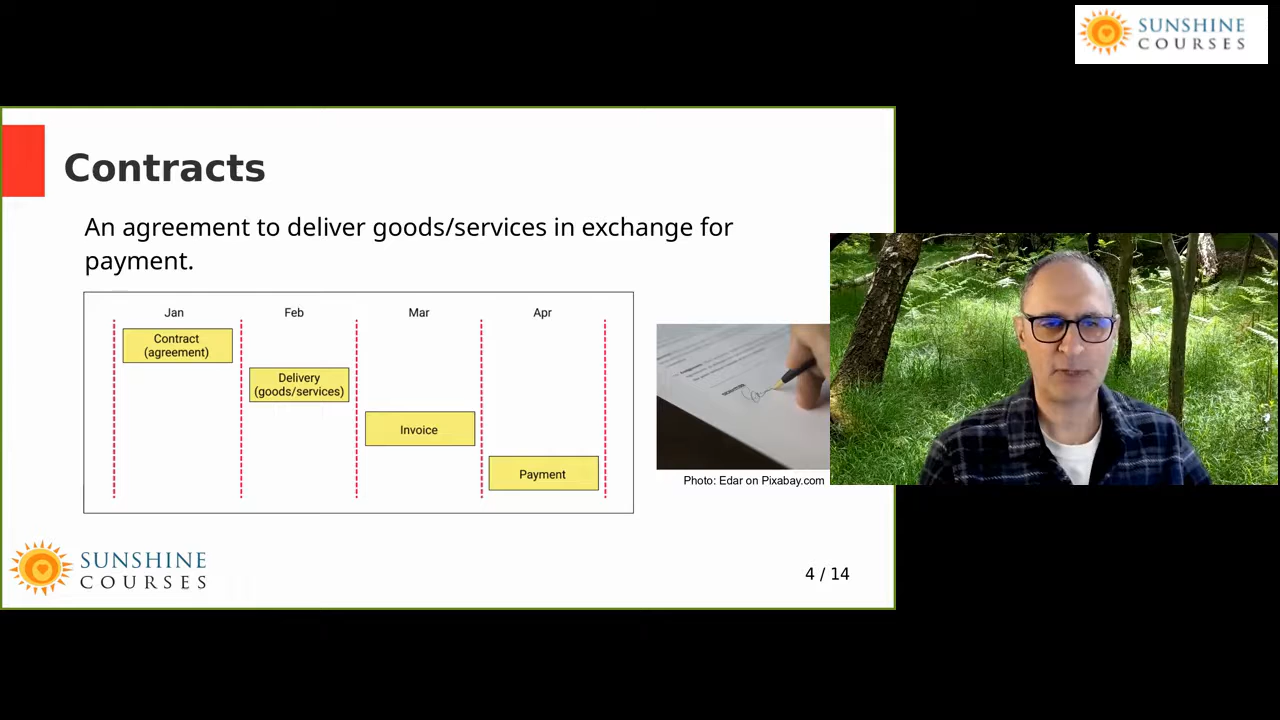 SUNSHINE
COURSES
Contracts
An agreement to deliver goods/services in exchange for
payment.
Jan Feb Mar Apr
Contract
(agreement)
Delivery
(goods/services)
Invoice
Payment
Photo: Edar on Pixabay.com
SUNSHINE
COURSES
4 / 14